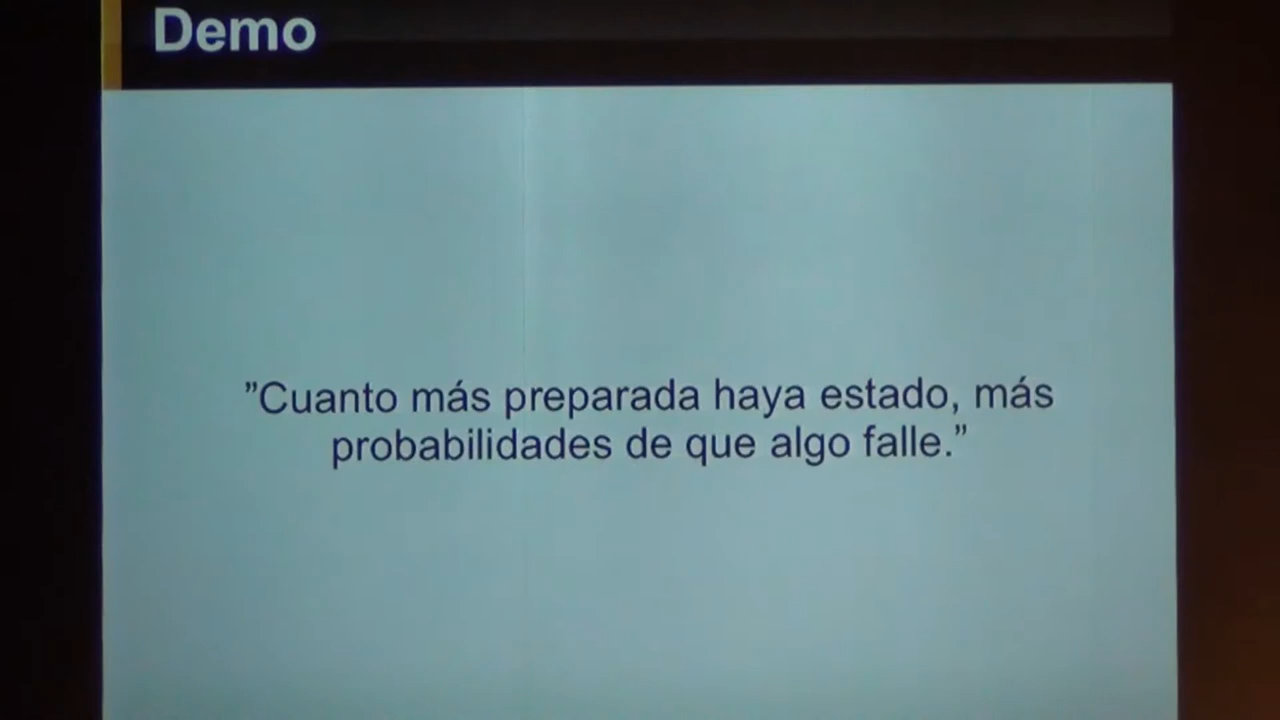 Demo
”Cuanto más preparada haya estado, más
probabilidades de que algo falle.”